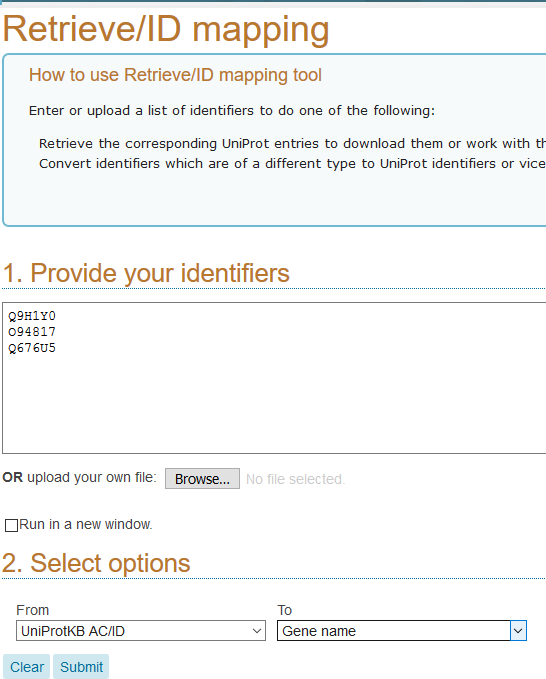 Retrieve/ID mapping
How to use Retrieve/ID mapping tool
Enter or upload a list of identifiers to do one of the following:
Retrieve the corresponding UniProt entries to download them or work with th
Convert identifiers which are of a different type to UniProt identifiers or vice
1. Provide your identifiers
Q9H1Y0
O94817
Q676U5
OR upload your own file: Browse... No file selected.
Run in a new window.
2. Select options
From To
UniProtKB AC/ID Gene name
Clear Submit